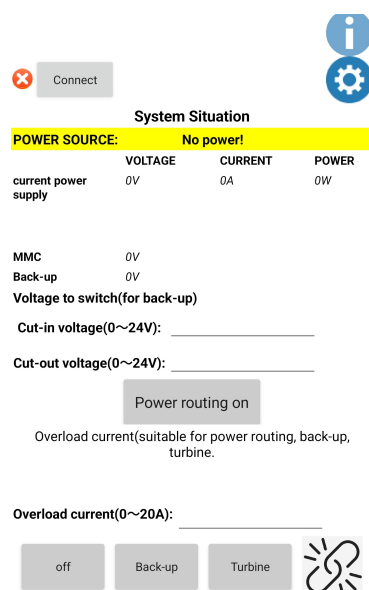 Connect
System Situation
POWER SOURCE: No power!
VOLTAGE CURRENT POWER
current power 0V 0A 0W
supply
MMC 0V
Back-up 0V
Voltage to switch(for back-up)
Cut-in voltage(0～24V):
Cut-out voltage(0～24V):
Power routing on
Overload current(suitable for power routing, back-up,
turbine.
Overload current(0～20A):
off Back-up Turbine